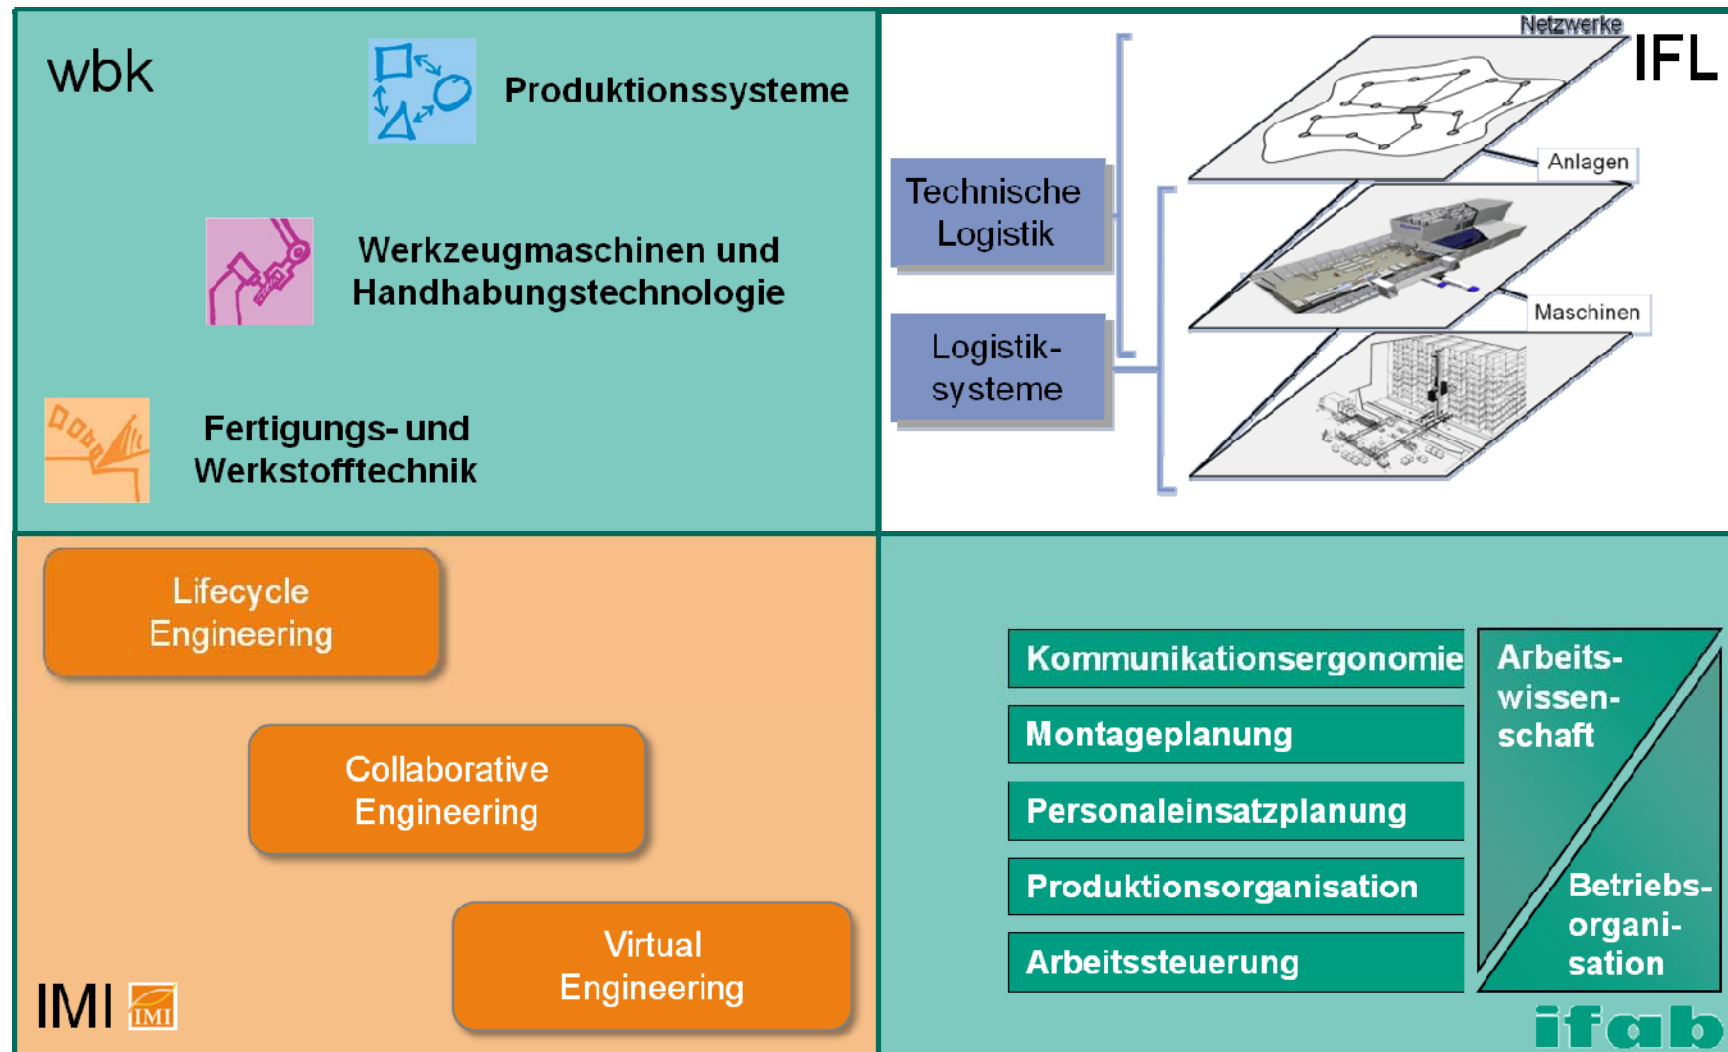 wbk
Produktionssysteme
Werkzeugmaschinen und
Handhabungstechnologie
Fertigungs- und
Werkstofftechnik
Netzwerke
IFL
Anlagen
Technische
Logistik
Maschinen
Logistik-
systeme
Lifecycle
Engineering
Collaborative
Engineering
Virtual
Engineering
IMI
IMI
Kommunikationsergonomie
Montageplanung
Personaleinsatzplanung
Produktionsorganisation
Arbeitssteuerung
Arbeits-
wissen-
schaft
Betriebs-
organi-
sation
ifab